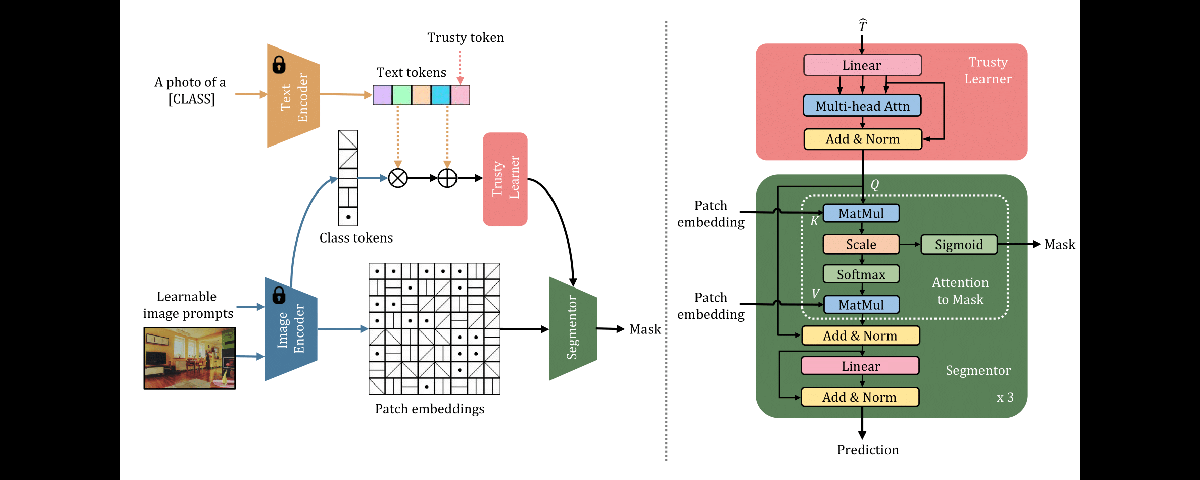 Trusty token
Text tokens
A photo of a
[CLASS]
Text
Encoder
Trusty
Learner
Class tokens
Learnable
image prompts
Image
Encoder
Segmentor
Mask
Patch embeddings
T̂
Linear
Trusty
Learner
Multi-head Attn
Add & Norm
Q
Patch
embedding
K
MatMul
Scale
Sigmoid
Mask
Softmax
Attention
to Mask
Patch
embedding
V
MatMul
Add & Norm
Linear
Segmentor
Add & Norm
x 3
Prediction